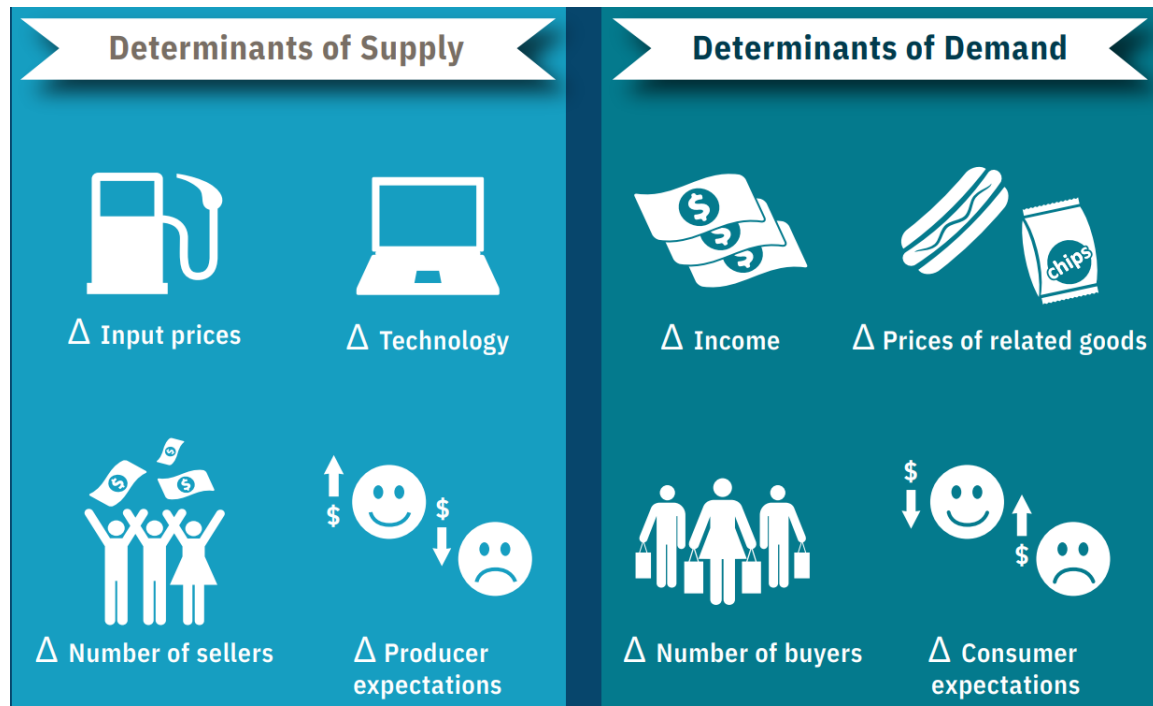 Determinants of Supply
Δ Input prices
Δ Technology
$
$
$
$
$
Δ Number of sellers
Δ Producer
expectations
Determinants of Demand
$
$
$
chips
Δ Income
Δ Prices of related goods
$
$
Δ Number of buyers
Δ Consumer
expectations